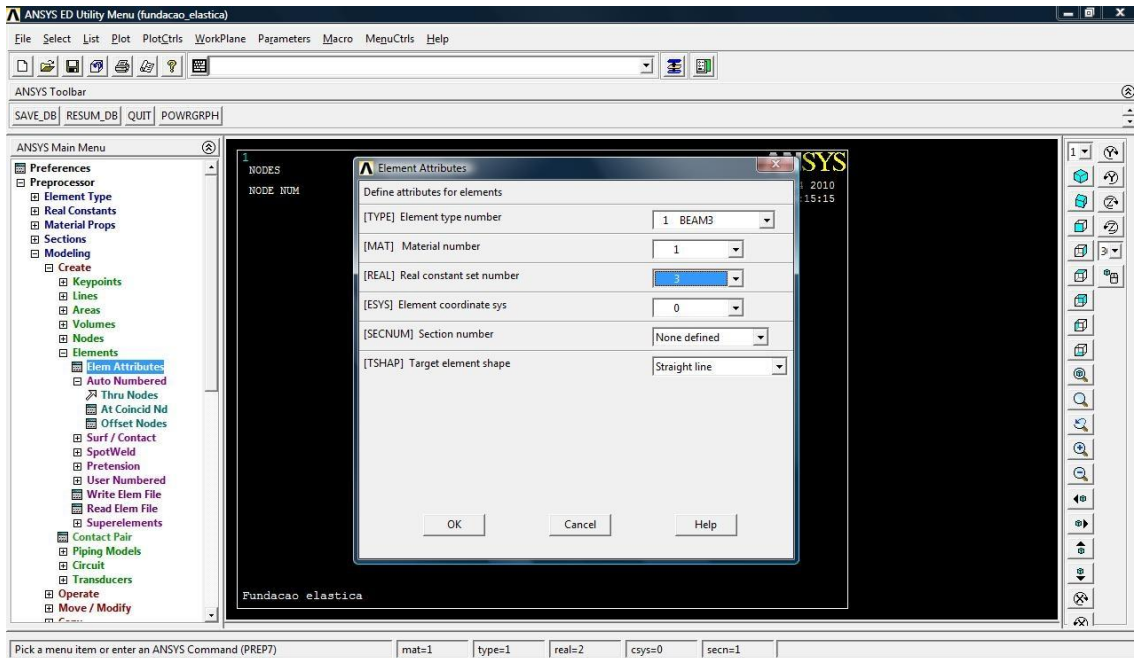 ANSYS ED Utility Menu (fundacao_elastica)
File Select List Plot PlotCtrls WorkPlane Parameters Macro MenuCtrls Help
ANSYS Toolbar
SAVE_DB RESUM_DB QUIT POWRGRPH
ANSYS Main Menu
Preferences
Preprocessor
Element Type
Real Constants
Material Props
Sections
Modeling
Create
Keypoints
Lines
Areas
Volumes
Nodes
Elements
Elem Attributes
Auto Numbered
Thru Nodes
At Coincid Nd
Offset Nodes
Surf / Contact
SpotWeld
Pretension
User Numbered
Write Elem File
Read Elem File
Superelements
Contact Pair
Piping Models
Circuit
Transducers
Operate
Move / Modify
1
NODES
NODE NUM
ANSYS
2010
:15:15
Element Attributes
Define attributes for elements
[TYPE] Element type number 1 BEAM3
[MAT] Material number 1
[REAL] Real constant set number 3
[ESYS] Element coordinate sys 0
[SECNUM] Section number None defined
[TSHAP] Target element shape Straight line
OK Cancel Help
Fundacao elastica
1
Pick a menu item or enter an ANSYS Command (PREP7) mat=1 type=1 real=2 csys=0 secn=1